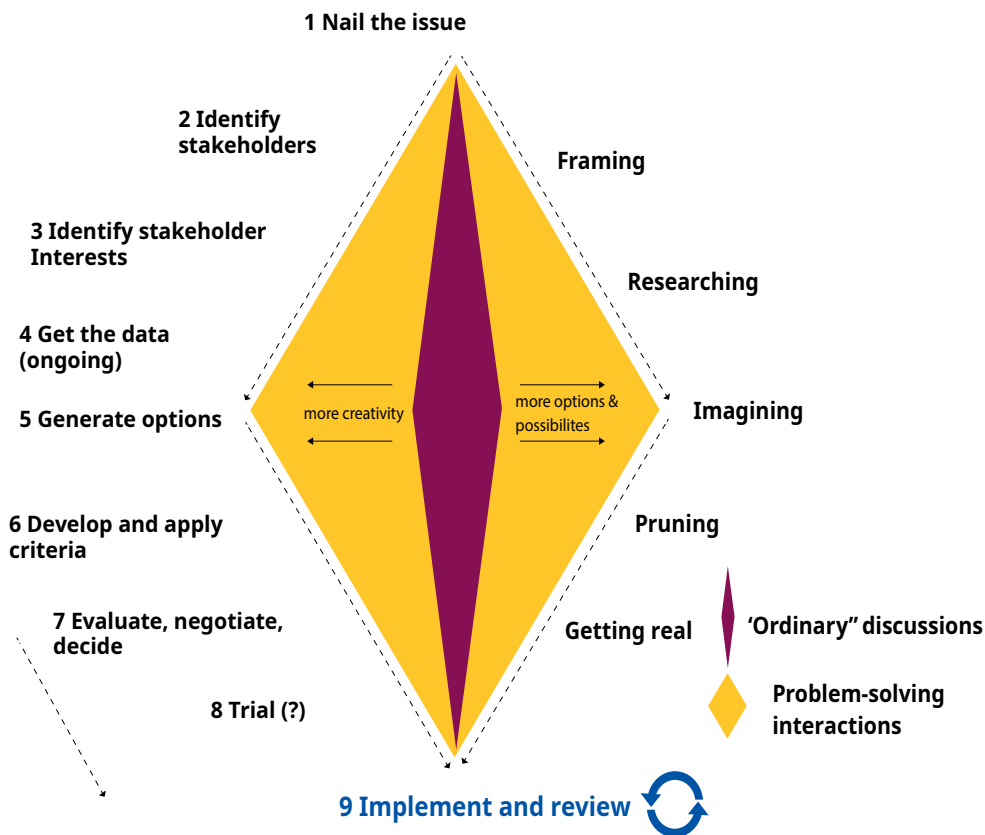 1 Nail the issue
2 Identify
stakeholders
3 Identify stakeholder
Interests
4 Get the data
(ongoing)
5 Generate options
6 Develop and apply
criteria
7 Evaluate, negotiate,
decide
8 Trial (?)
9 Implement and review
Framing
Researching
Imagining
Pruning
Getting real
more creativity
more options &
possibilites
‘Ordinary” discussions
Problem-solving
interactions